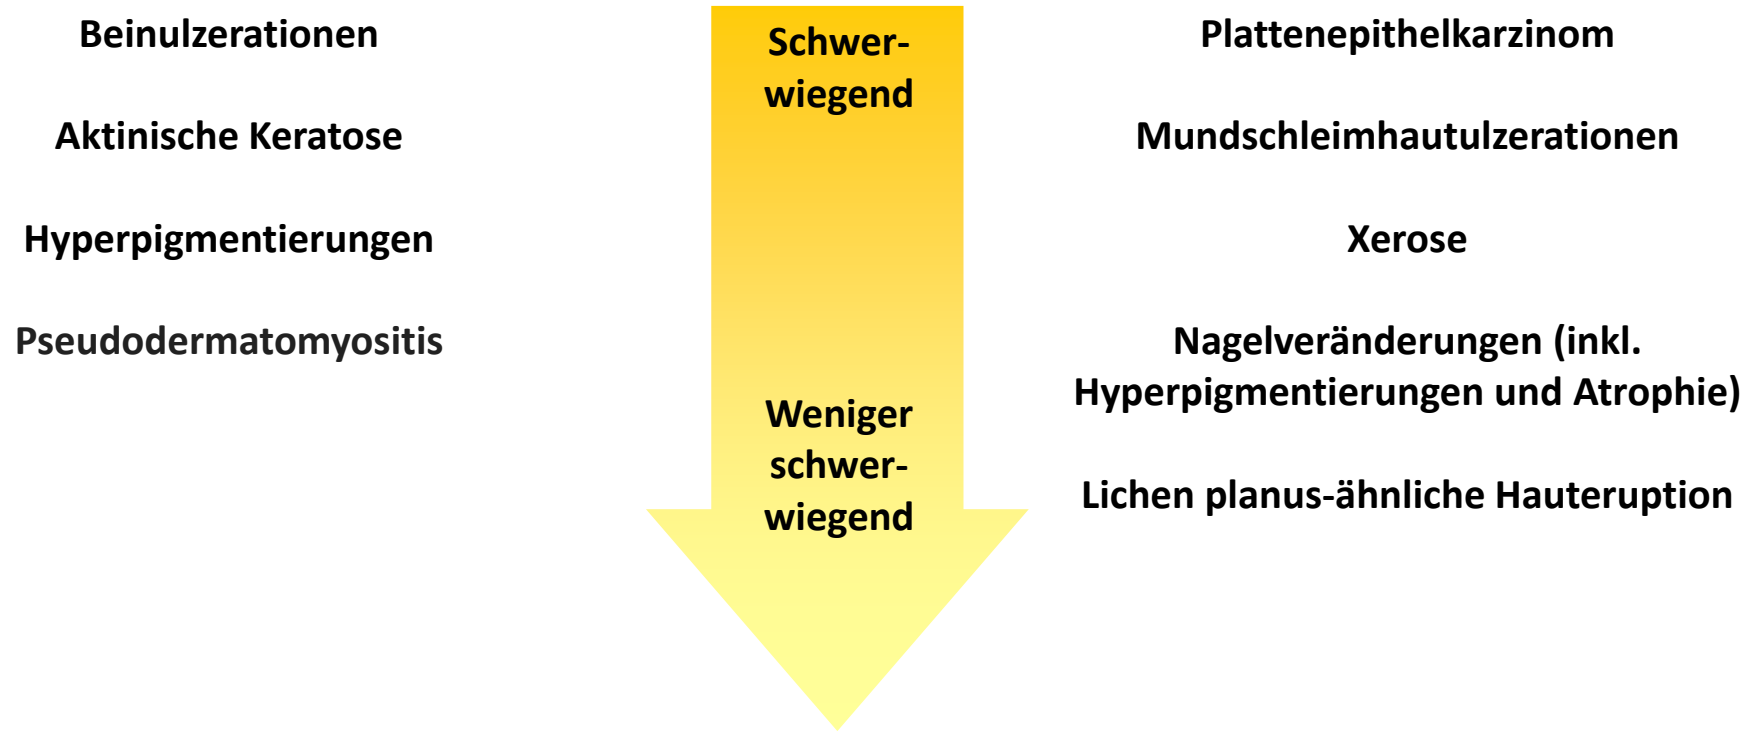 Beinulzerationen
Aktinische Keratose
Hyperpigmentierungen
Pseudodermatomyositis
Schwer-
wiegend
Weniger
schwer-
wiegend
Plattenepithelkarzinom
Mundschleimhautulzerationen
Xerose
Nagelveränderungen (inkl.
Hyperpigmentierungen und Atrophie)
Lichen planus-ähnliche Hauteruption